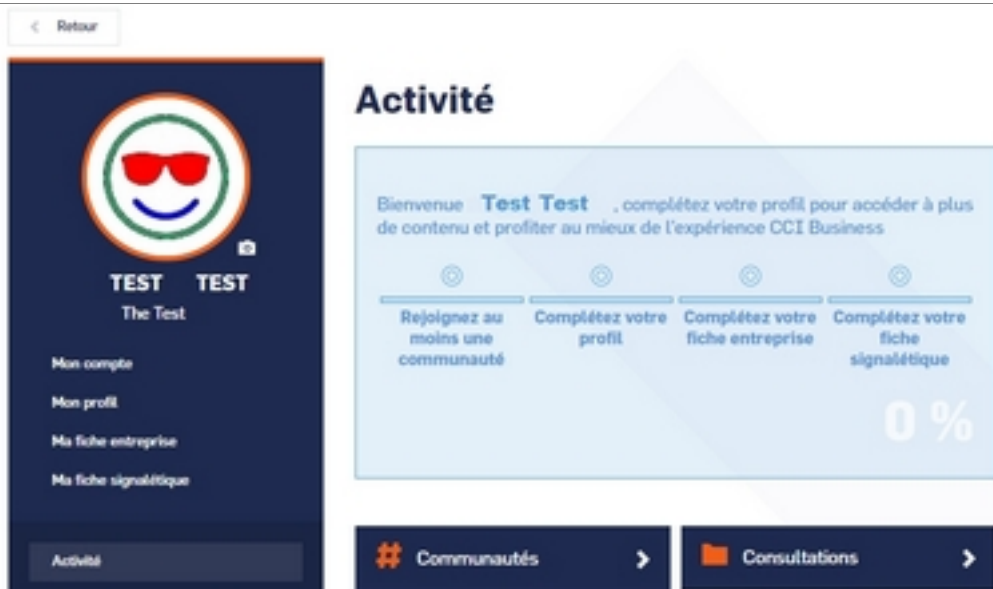 Retour
Activité
TEST TEST
The Test
Mon compte
Mon profil
Ma fiche entreprise
Ma fiche signalétique
Activité
Bienvenue Test Test , complétez votre profil pour accéder à plus
de contenu et profiter au mieux de l'expérience CCI Business
Rejoignez au
moins une
communauté
Complétez votre
profil
Complétez votre
fiche entreprise
Complétez votre
fiche
signalétique
0 %
Communautés
Consultations